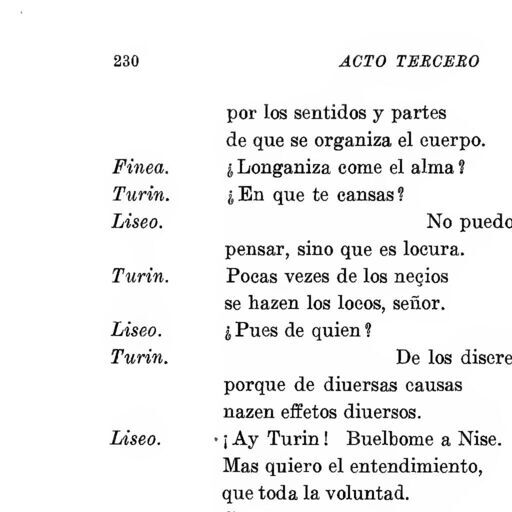 230 ACTO TERCERO
por los sentidos y partes
de que se organiza el cuerpo.
Finea. ¿Longaniza come el alma?
Turin. ¿En que te cansas?
Liseo. No puedo
pensar, sino que es locura.
Turin. Pocas vezes de los neçios
se hazen los locos, señor.
Liseo. ¿Pues de quien?
Turin. De los discre
porque de diuersas causas
nazen effetos diuersos.
Liseo. ¡Ay Turin! Buelbome a Nise.
Mas quiero el entendimiento,
que toda la voluntad.